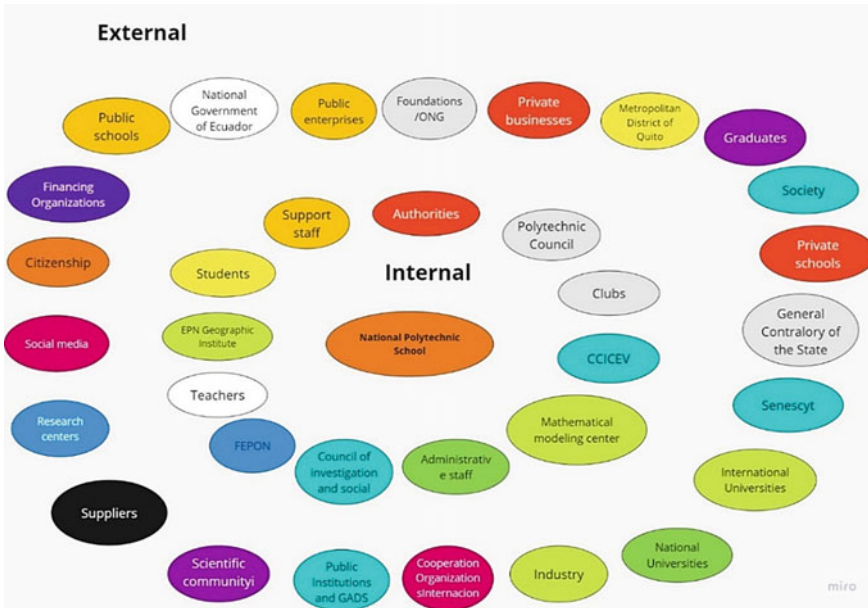 External
Public
schools
National
Government
of Ecuador
Public
enterprises
Foundations
/ONG
Private
businesses
Metropolitan
District of
Quito
Graduates
Financing
Organizations
Society
Support
staff
Authorities
Polytechnic
Council
Citizenship
Students
Internal
Private
schools
Clubs
Social media
EPN Geographic
Institute
National Polytechnic
School
CCICEV
General
Contralory of
the State
Teachers
Senescyt
Research
centers
FEPON
Council of
investigation
and social
Administrativ
e staff
Mathematical
modeling center
International
Universities
Suppliers
Scientific
communityi
Public
Institutions
and GADS
Cooperation
Organization
sInternacion
Industry
National
Universities
miro